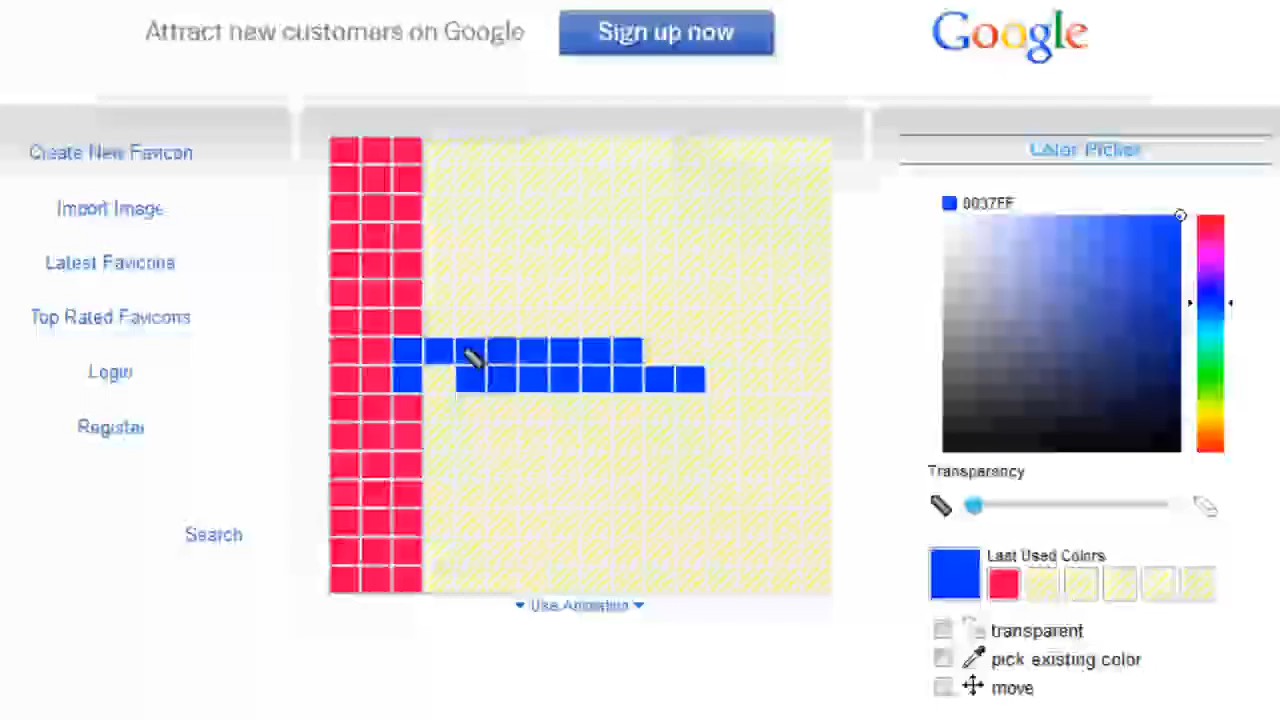 Attract new customers on Google
Sign up now
Google
Create New Favicon
Import Image
Latest Favicons
Top Rated Favicons
Login
Register
Search
Use Animation
Color Picker
0037FF
Transparency
Last Used Colors
transparent
pick existing color
move